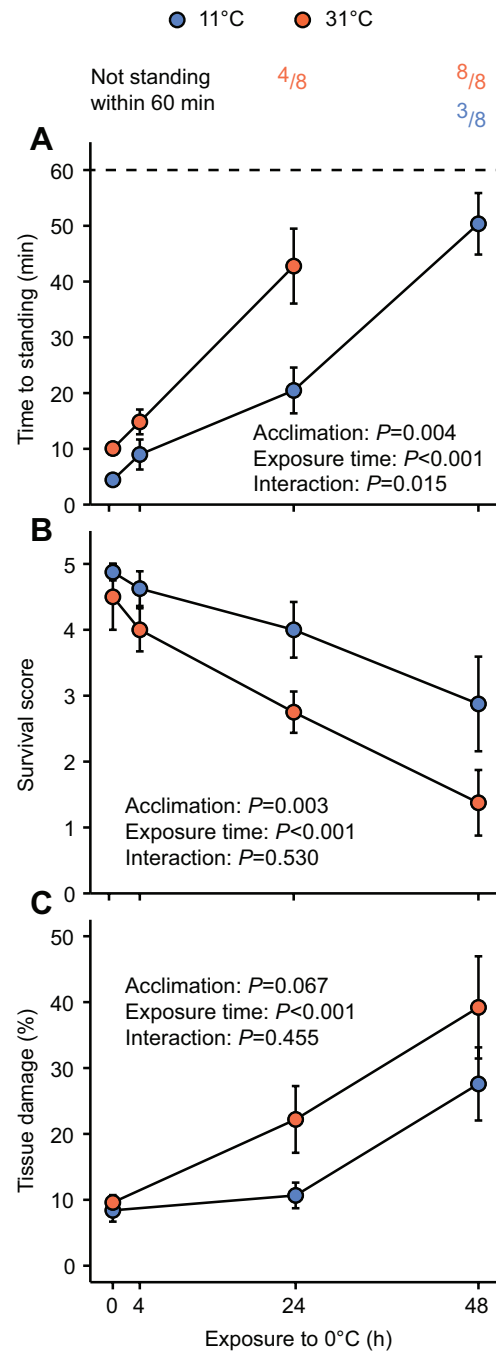 11°C 31°C
Not standing 4/8 8/8
within 60 min 3/8
A
60
50
40
30
20
10
0
Time to standing (min)
Acclimation: P=0.004
Exposure time: P<0.001
Interaction: P=0.015
B
5
4
3
2
1
0
Survival score
Acclimation: P=0.003
Exposure time: P<0.001
Interaction: P=0.530
C
50
40
30
20
10
0
Tissue damage (%)
Acclimation: P=0.067
Exposure time: P<0.001
Interaction: P=0.455
0 4 24 48
Exposure to 0°C (h)